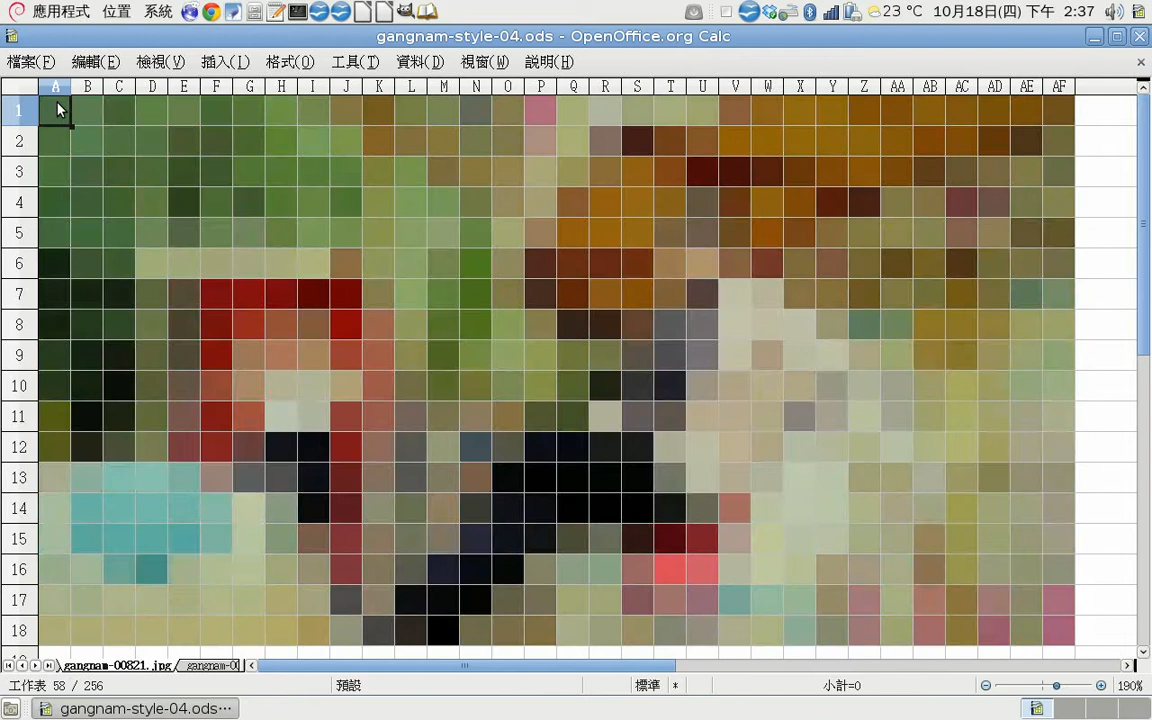 應用程式 位置 系統 23 °C 10月18日(四) 下午 2:37
gangnam-style-04.ods - OpenOffice.org Calc
檔案(F) 編輯(E) 檢視(V) 插入(I) 格式(O) 工具(T) 資料(D) 視窗(W) 說明(H)
A B C D E F G H I J K L M N O P Q R S T U V W X Y Z AA AB AC AD AE AF
1
2
3
4
5
6
7
8
9
10
11
12
13
14
15
16
17
18
gangnam-00821.jpg gangnam-00
工作表 58 / 256 預設 標準 * 小計=0 190%
gangnam-style-04.ods…